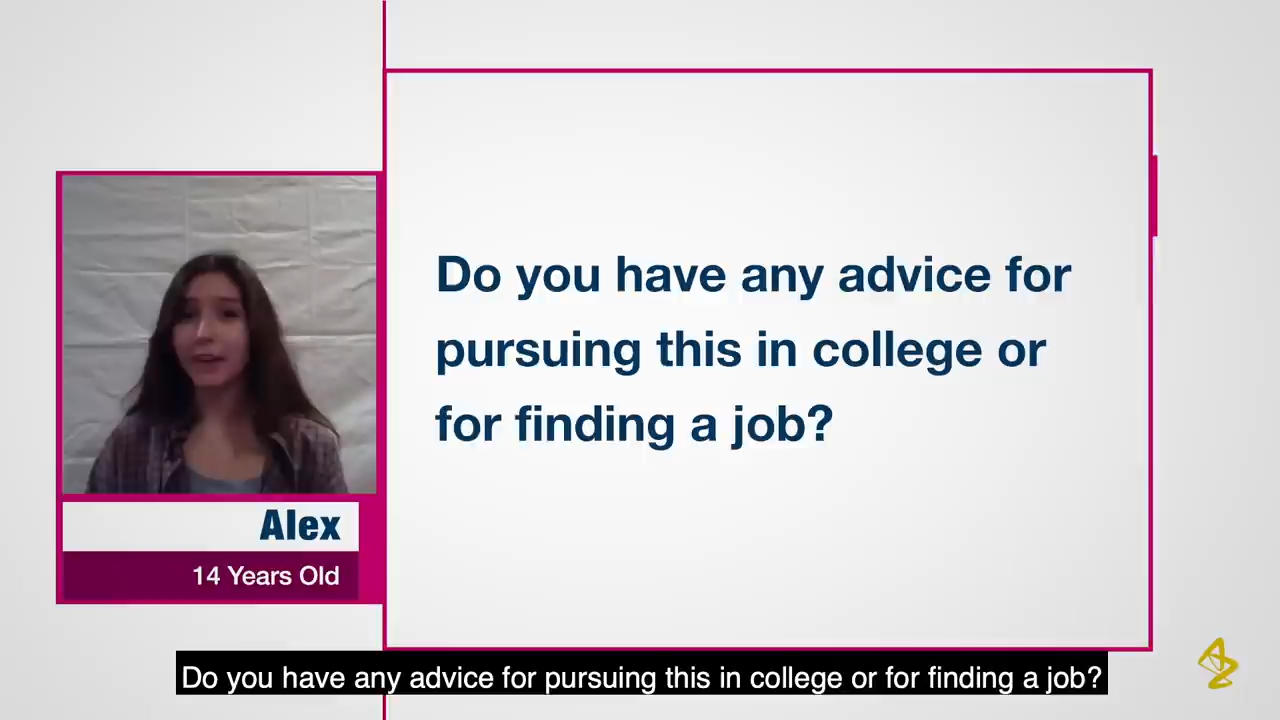 Do you have any advice for
pursuing this in college or
for finding a job?
Alex
14 Years Old
Do you have any advice for pursuing this in college or for finding a job?